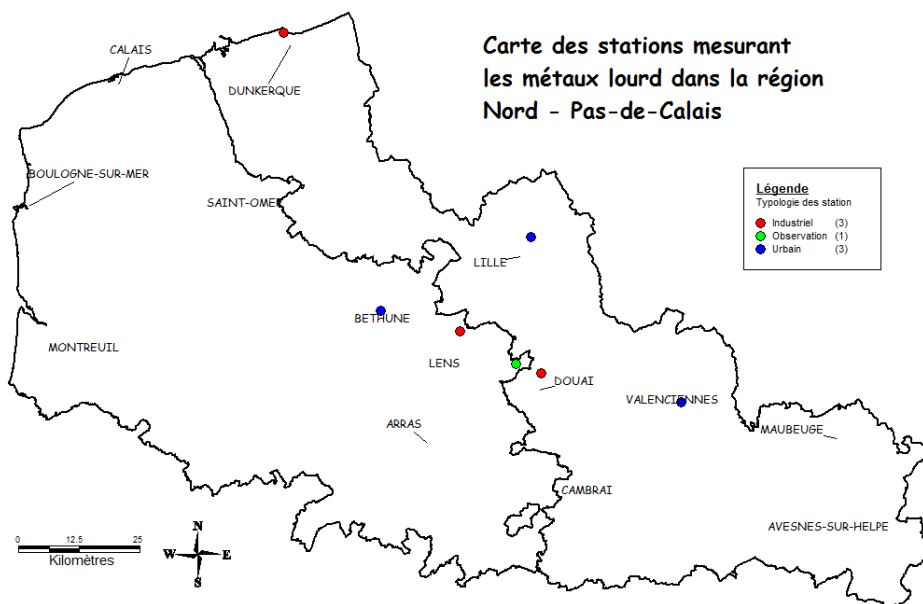 Carte des stations mesurant
les métaux lourd dans la région
Nord - Pas-de-Calais
CALAIS
DUNKERQUE
BOULOGNE-SUR-MER
SAINT-OMER
LILLE
Légende
Typologie des station
Industriel (3)
Observation (1)
Urbain (3)
BETHUNE
MONTREUIL
LENS
DOUAI
VALENCIENNES
ARRAS
MAUBEUGE
CAMBRAI
AVESNES-SUR-HELPE
N
W E
S
0 12.5 25
Kilomètres